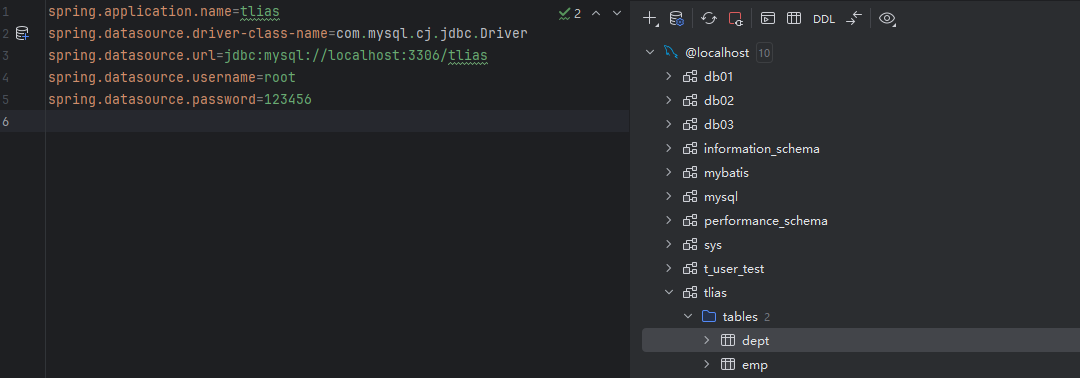 1 spring.application.name=tlias
2 spring.datasource.driver-class-name=com.mysql.cj.jdbc.Driver
3 spring.datasource.url=jdbc:mysql://localhost:3306/tlias
4 spring.datasource.username=root
5 spring.datasource.password=123456
6
2
DDL
@localhost 10
db01
db02
db03
information_schema
mybatis
mysql
performance_schema
sys
t_user_test
tlias
tables 2
dept
emp